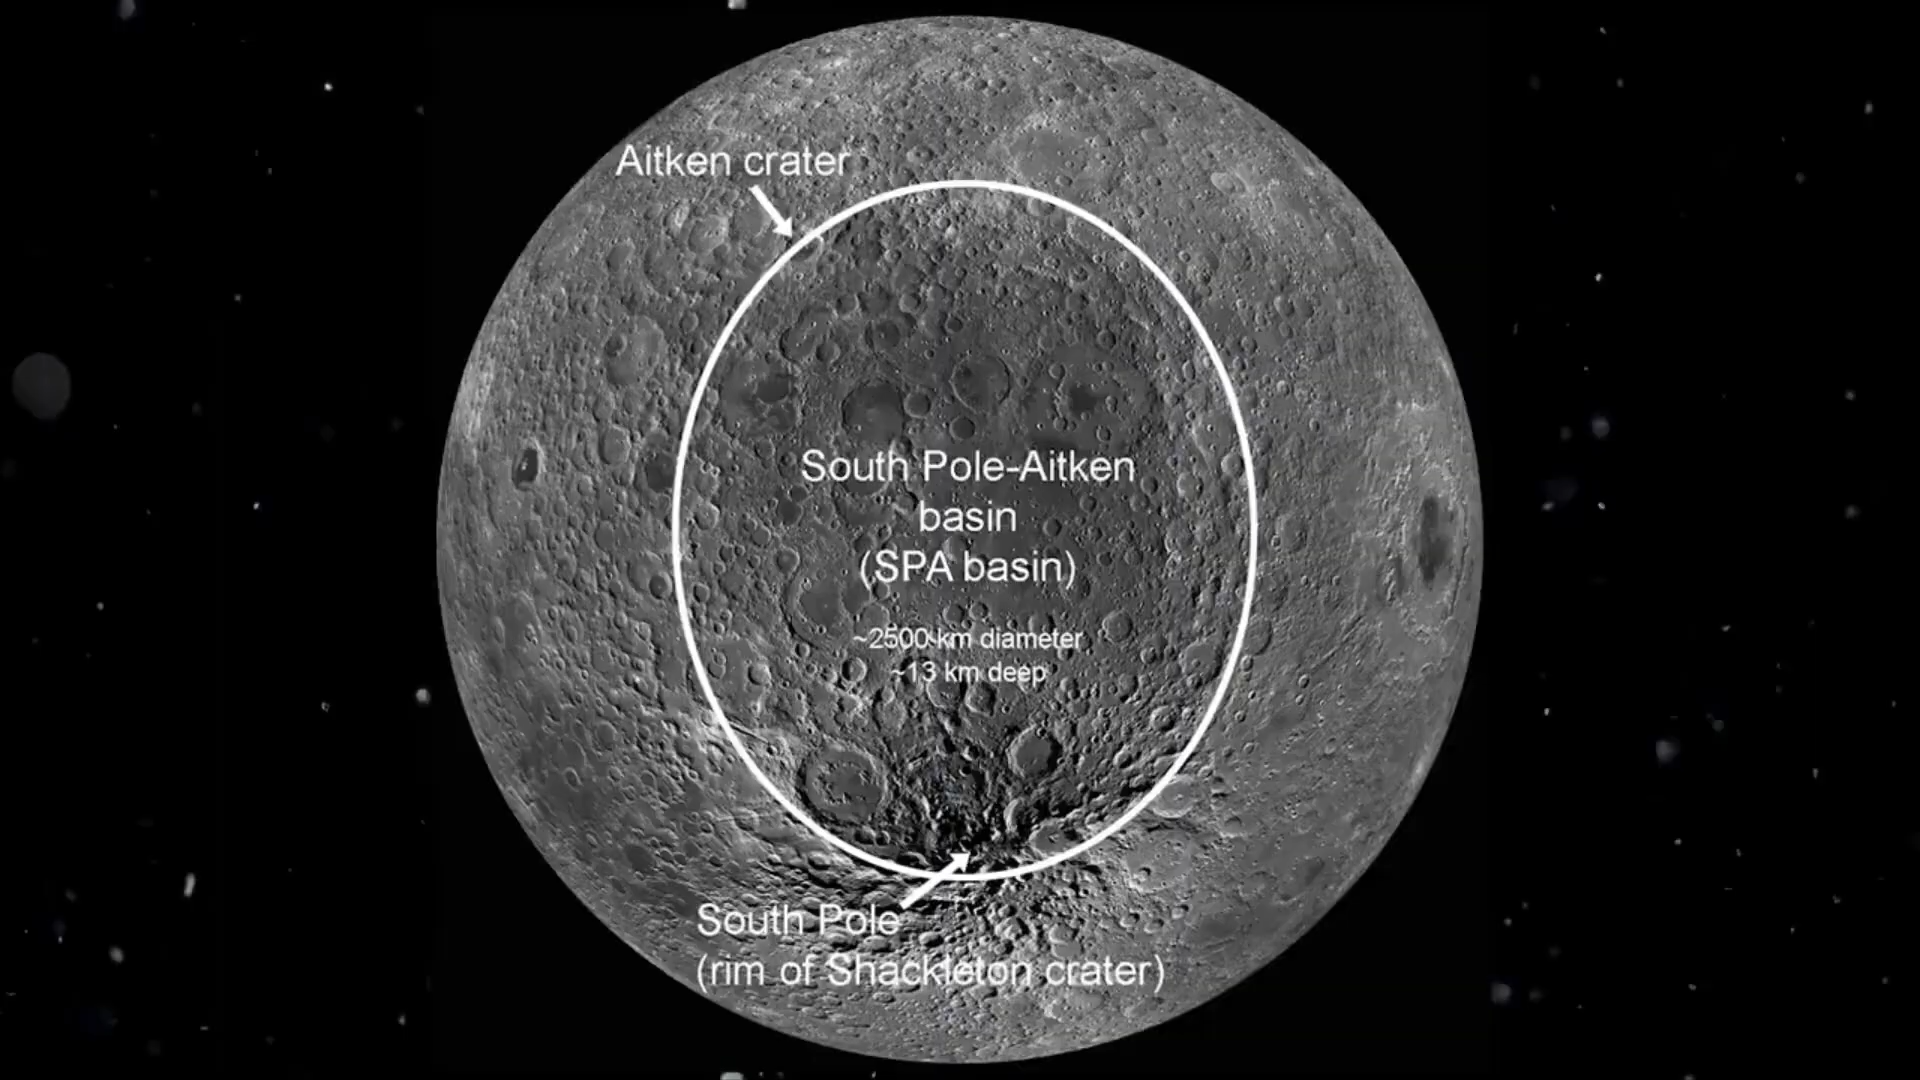 Aitken crater
South Pole-Aitken
basin
(SPA basin)
~2500 km diameter
~13 km deep
South Pole
(rim of Shackleton crater)